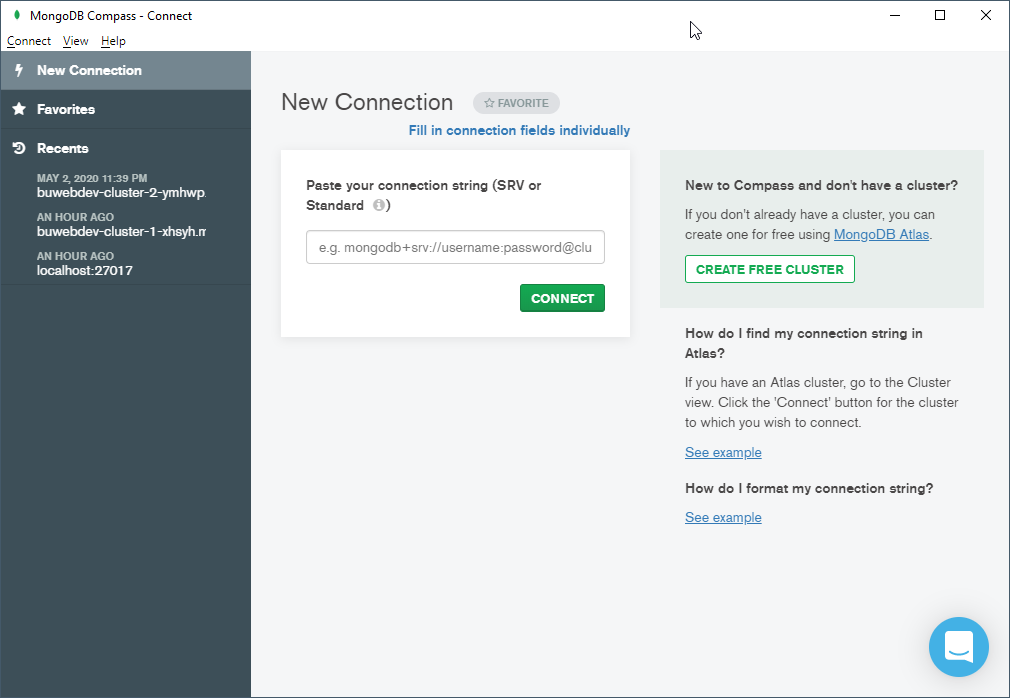 MongoDB Compass - Connect
Connect View Help
New Connection
Favorites
Recents
MAY 2, 2020 11:39 PM
buwebdev-cluster-2-ymhwp.
AN HOUR AGO
buwebdev-cluster-1-xhsyh.m
AN HOUR AGO
localhost:27017
New Connection
FAVORITE
Fill in connection fields individually
Paste your connection string (SRV or
Standard i)
e.g. mongodb+srv://username:password@clu
CONNECT
New to Compass and don't have a cluster?
If you don't already have a cluster, you can
create one for free using MongoDB Atlas.
CREATE FREE CLUSTER
How do I find my connection string in
Atlas?
If you have an Atlas cluster, go to the Cluster
view. Click the 'Connect' button for the cluster
to which you wish to connect.
See example
How do I format my connection string?
See example